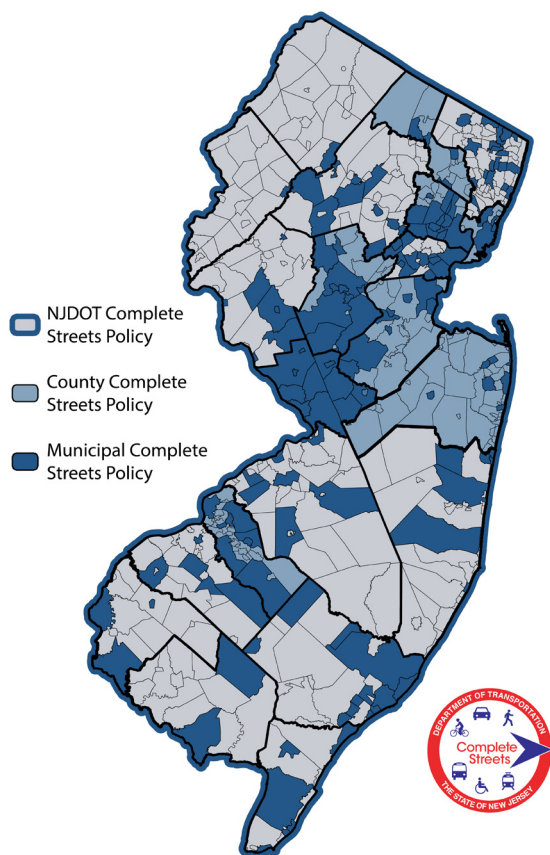 NJDOT Complete
Streets Policy
County Complete
Streets Policy
Municipal Complete
Streets Policy
DEPARTMENT OF TRANSPORTATION
Complete
Streets
THE STATE OF NEW JERSEY